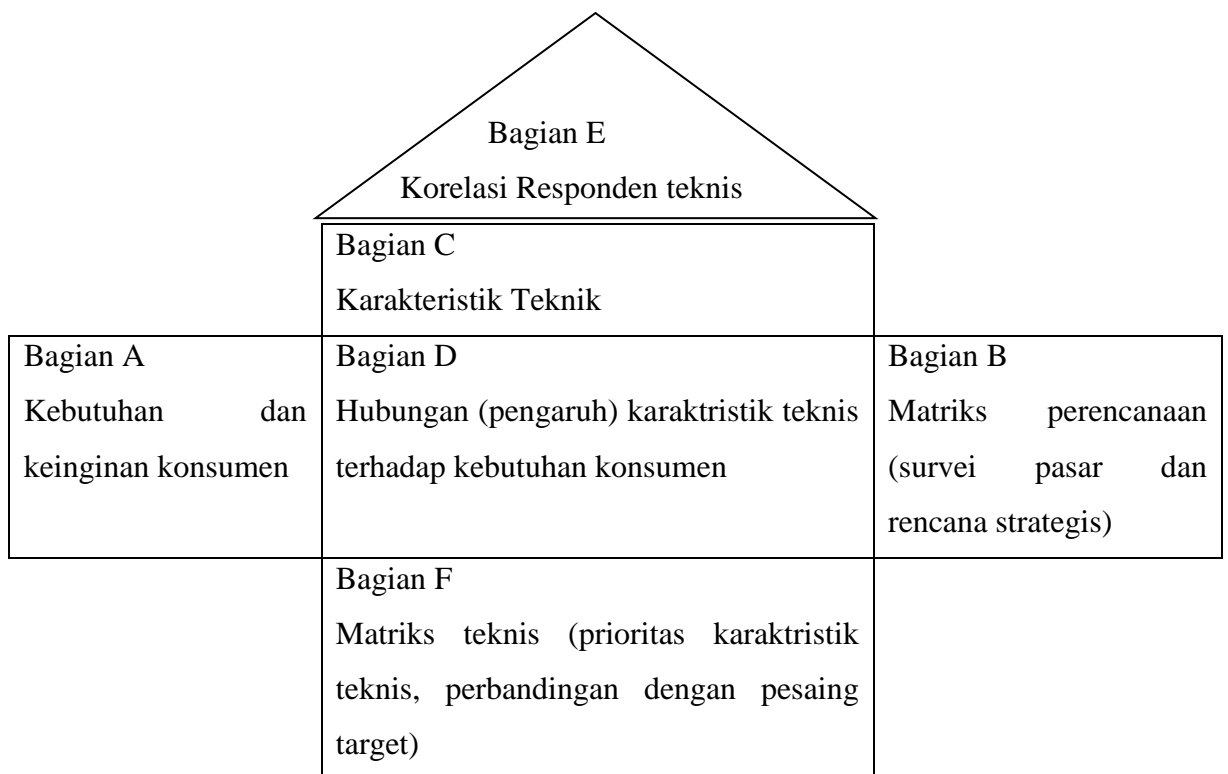 Bagian E
Korelasi Responden teknis
Bagian C
Karakteristik Teknik
Bagian A
Kebutuhan dan
keinginan konsumen
Bagian D
Hubungan (pengaruh) karaktristik teknis
terhadap kebutuhan konsumen
Bagian B
Matriks perencanaan
(survei pasar dan
rencana strategis)
Bagian F
Matriks teknis (prioritas karaktristik
teknis, perbandingan dengan pesaing
target)